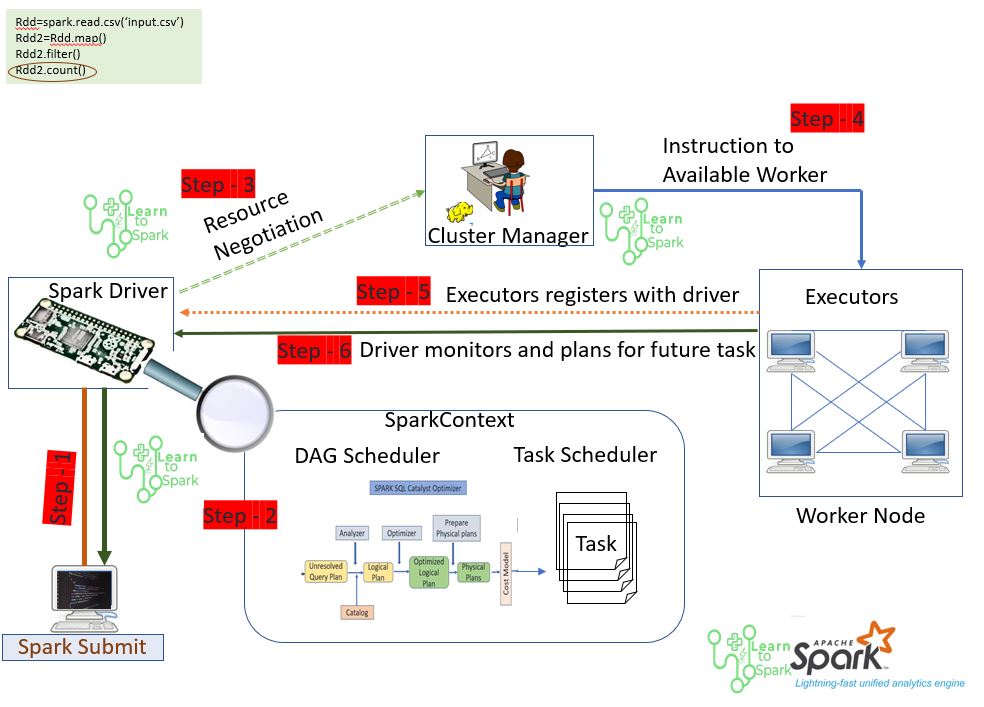 Rdd=spark.read.csv(‘input.csv’)
Rdd2=Rdd.map()
Rdd2.filter()
Rdd2.count()
Step - 4
Instruction to
Available Worker
Step - 3
Resource
Negotiation
Learn
to
Spark
Cluster Manager
Learn
to
Spark
Spark Driver
Step - 5
Executors registers with driver
Executors
Step - 6
Driver monitors and plans for future task
SparkContext
DAG Scheduler
Task Scheduler
Step - 1
Learn
to
Spark
Step - 2
SPARK SQL Catalyst Optimizer
Analyzer
Optimizer
Prepare
Physical plans
Unresolved
Query Plan
Logical
Plan
Optimized
Logical
Plan
Physical
Plans
Cost Model
Catalog
Task
Worker Node
Spark Submit
Learn
to
Spark
APACHE
Spark™
Lightning-fast unified analytics engine